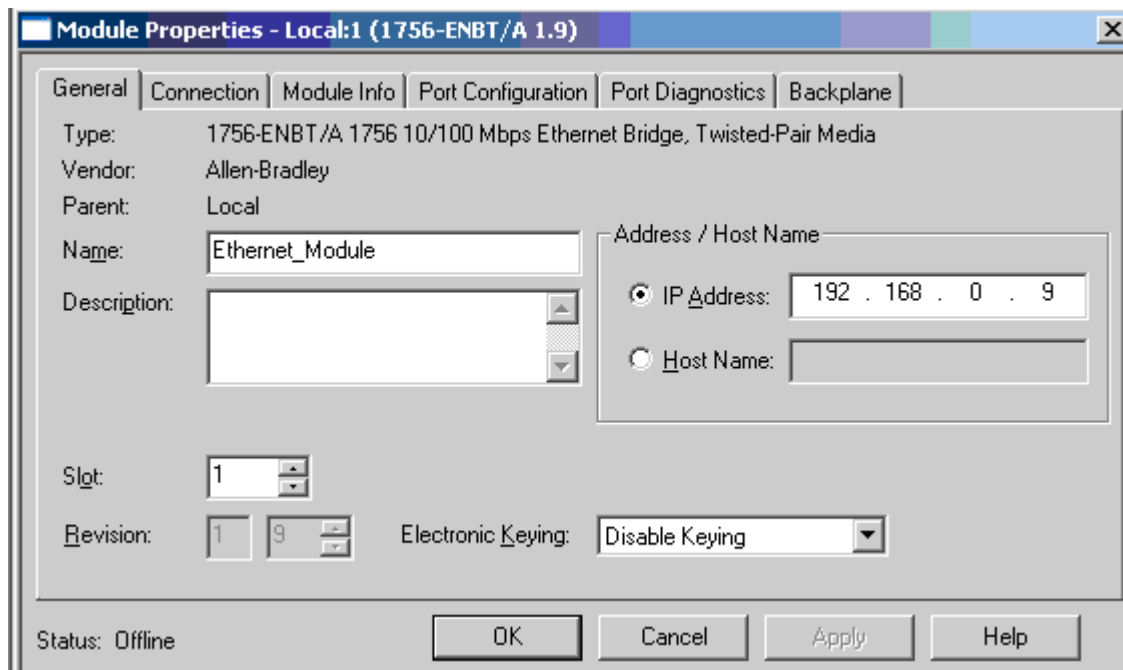 Module Properties - Local:1 (1756-ENBT/A 1.9)
General Connection Module Info Port Configuration Port Diagnostics Backplane
Type: 1756-ENBT/A 1756 10/100 Mbps Ethernet Bridge, Twisted-Pair Media
Vendor: Allen-Bradley
Parent: Local
Name: Ethernet_Module
Address / Host Name
Description:
IP Address: 192 . 168 . 0 . 9
Host Name:
Slot: 1
Revision: 1 9 Electronic Keying: Disable Keying
Status: Offline OK Cancel Apply Help